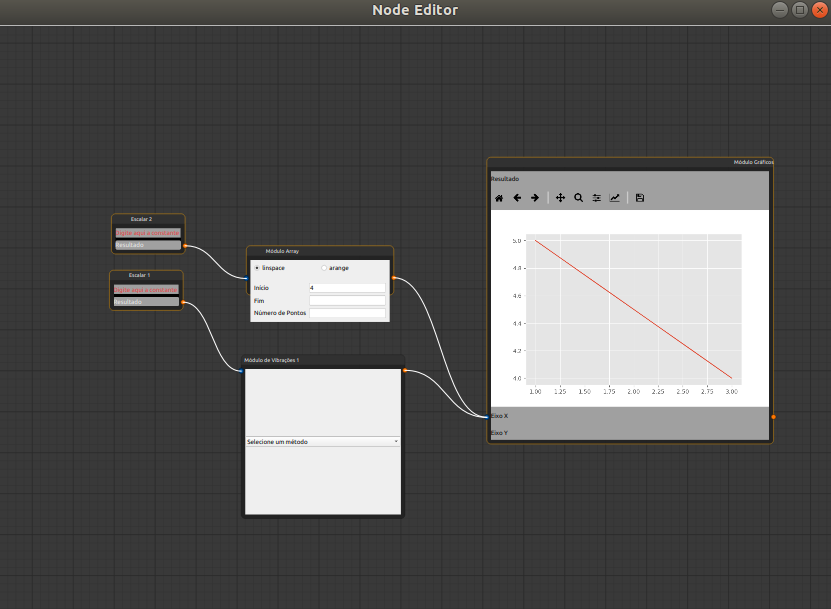 Node Editor
Escalar 2
Digite aqui a constante
Resultado
Escalar 1
Digite aqui a constante
Resultado
Módulo Array
linspace arange
Início 4
Fim
Número de Pontos
Módulo de Vibrações 1
Selecione um método
Módulo Gráficos
Resultado
5.0
4.8
4.6
4.4
4.2
4.0
1.00 1.25 1.50 1.75 2.00 2.25 2.50 2.75 3.00
Eixo X
Eixo Y